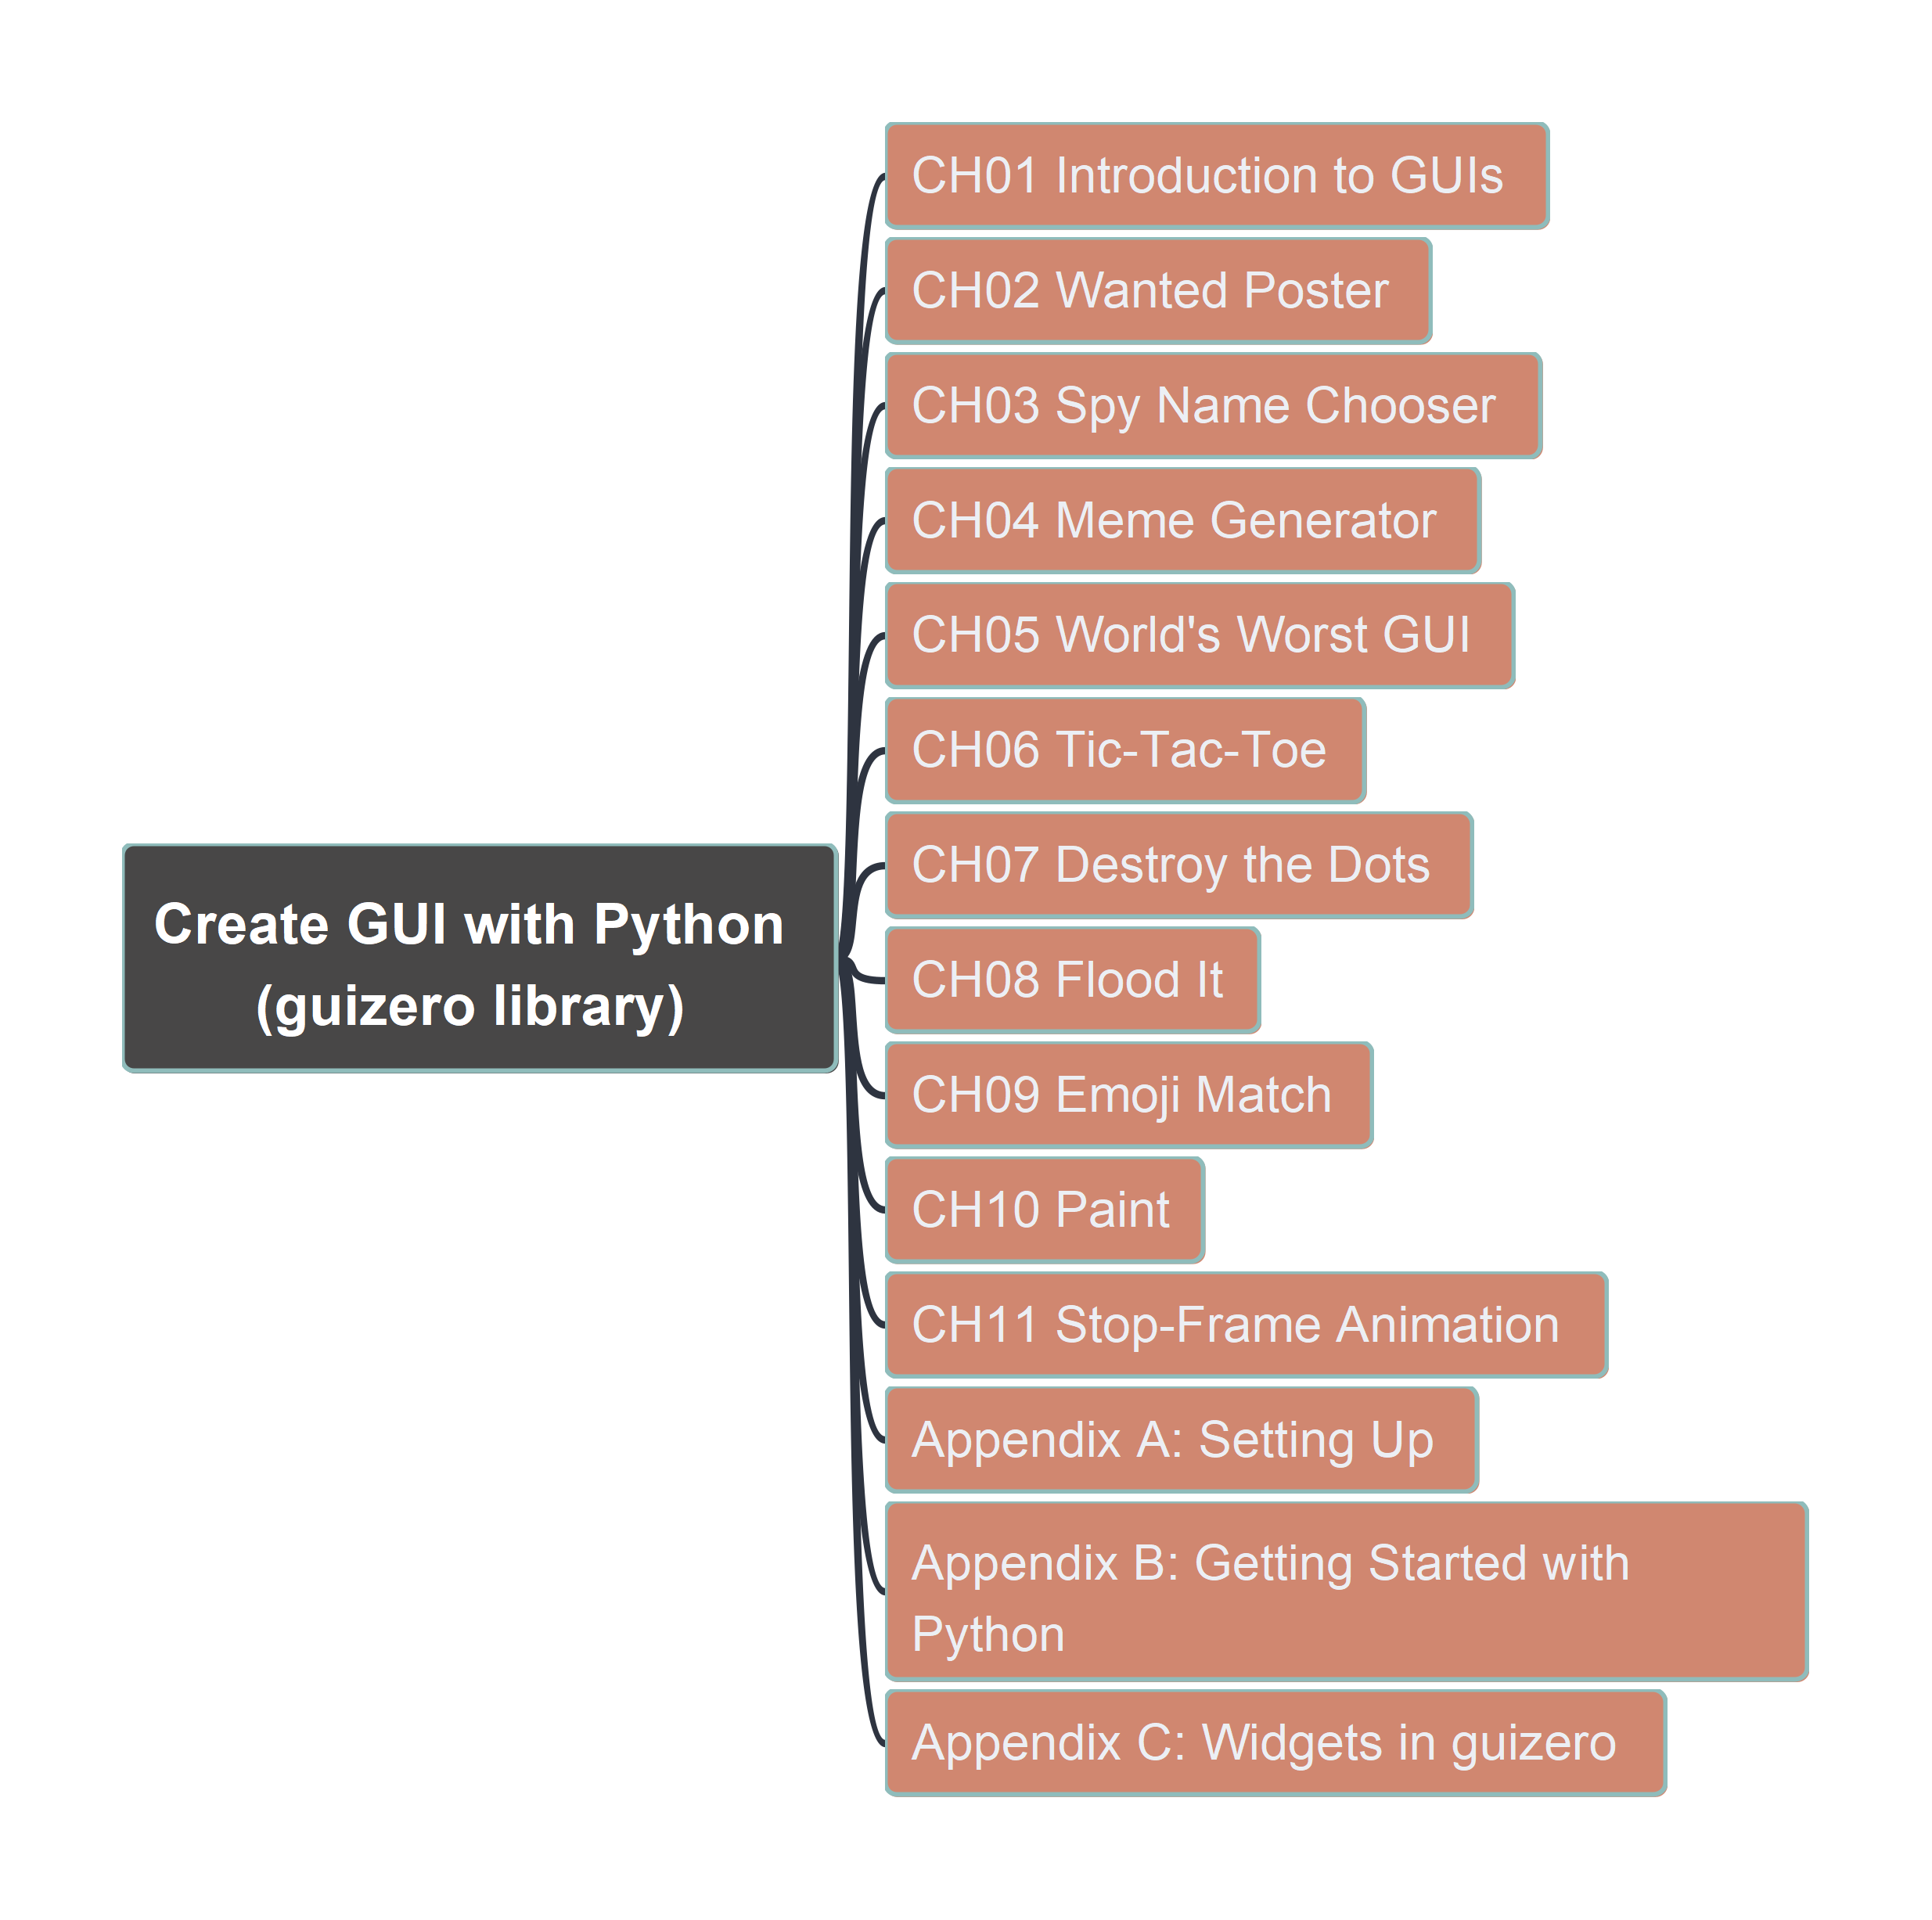 Create GUI with Python
(guizero library)
CH01 Introduction to GUIs
CH02 Wanted Poster
CH03 Spy Name Chooser
CH04 Meme Generator
CH05 World's Worst GUI
CH06 Tic-Tac-Toe
CH07 Destroy the Dots
CH08 Flood It
CH09 Emoji Match
CH10 Paint
CH11 Stop-Frame Animation
Appendix A: Setting Up
Appendix B: Getting Started with
Python
Appendix C: Widgets in guizero